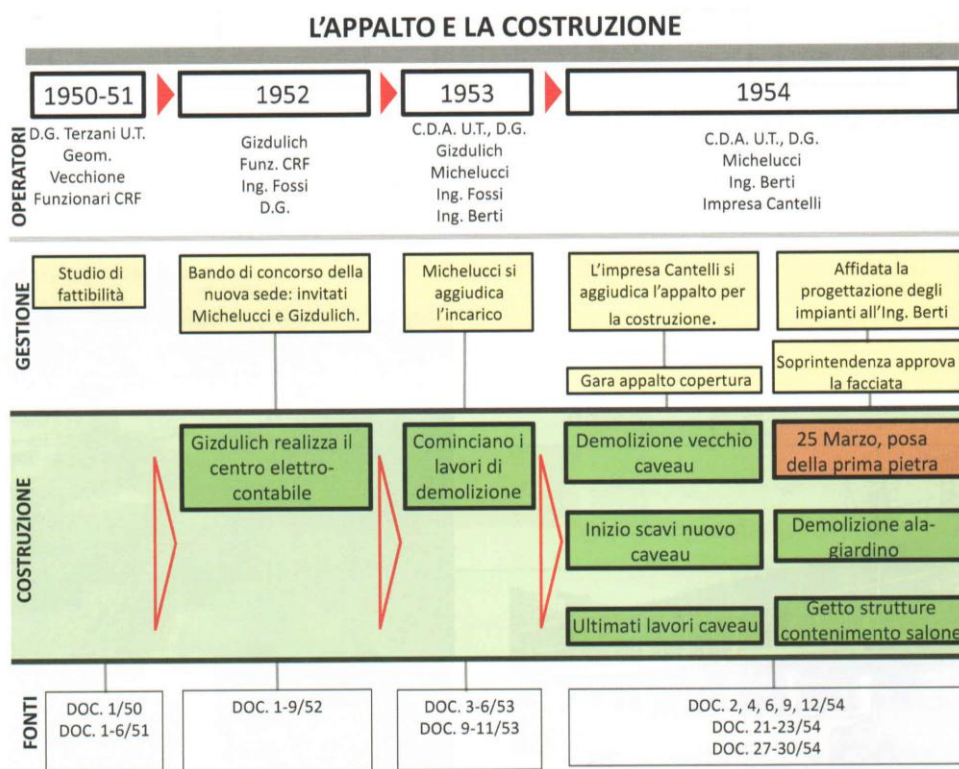 L'APPALTO E LA COSTRUZIONE
1950-51
1952
1953
1954
OPERATORI
D.G. Terzani U.T.
Geom.
Vecchione
Funzionari CRF
Gizdulich
Funz. CRF
Ing. Fossi
D.G.
C.D.A. U.T., D.G.
Gizdulich
Michelucci
Ing. Fossi
Ing. Berti
C.D.A. U.T., D.G.
Michelucci
Ing. Berti
Impresa Cantelli
GESTIONE
Studio di
fattibilità
Bando di concorso della
nuova sede: invitati
Michelucci e Gizdulich.
Michelucci si
aggiudica
l'incarico
L'impresa Cantelli si
aggiudica l'appalto per
la costruzione.
Gara appalto copertura
Affidata la
progettazione degli
impianti all'Ing. Berti
Soprintendenza approva
la facciata
COSTRUZIONE
Gizdulich realizza il
centro elettro-
contabile
Cominciano i
lavori di
demolizione
Demolizione vecchio
caveau
Inizio scavi nuovo
caveau
Ultimati lavori caveau
25 Marzo, posa
della prima pietra
Demolizione ala-
giardino
Getto strutture
contenimento salone
FONTI
DOC. 1/50
DOC. 1-6/51
DOC. 1-9/52
DOC. 3-6/53
DOC. 9-11/53
DOC. 2, 4, 6, 9, 12/54
DOC. 21-23/54
DOC. 27-30/54